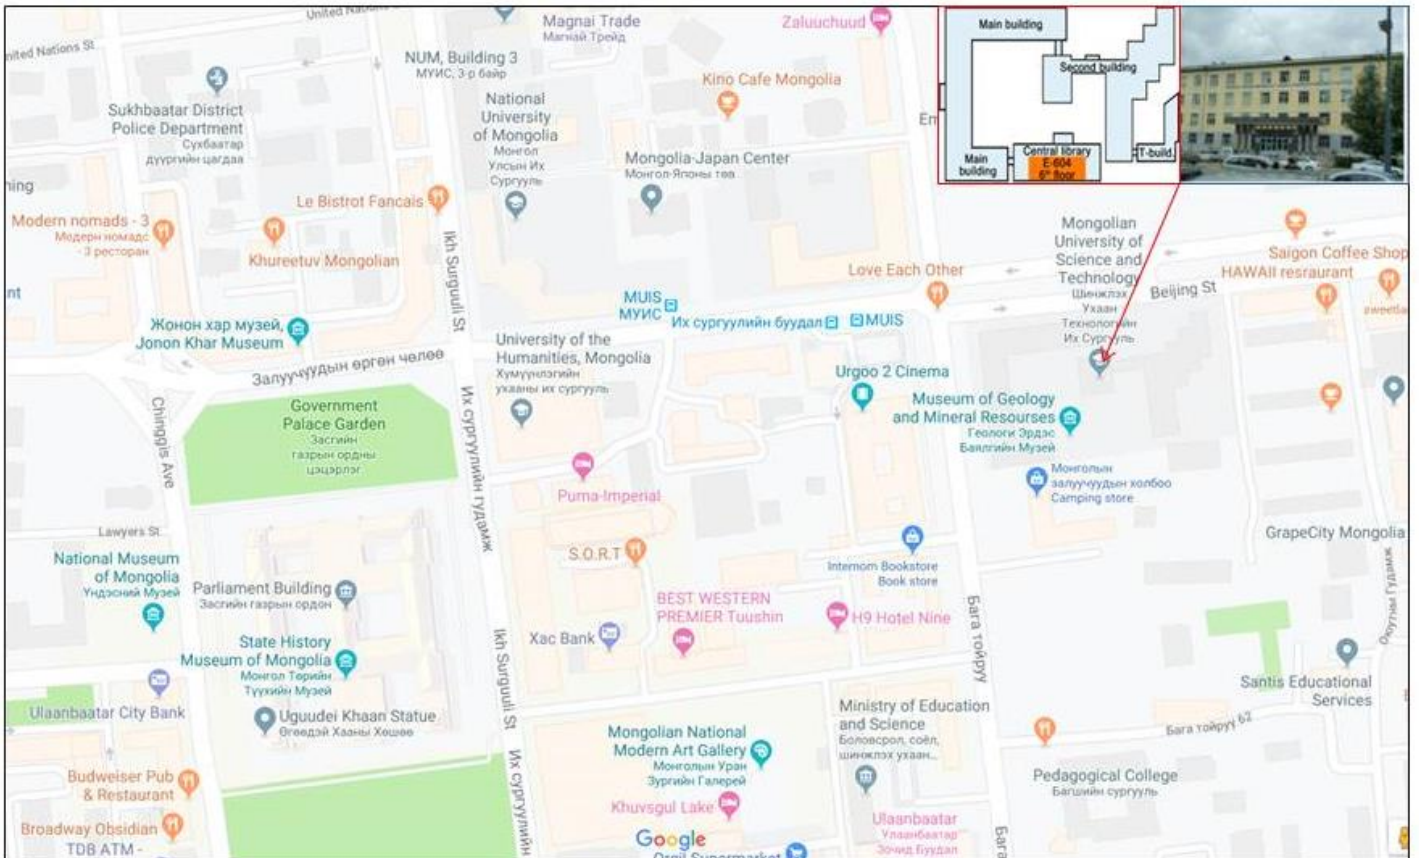 United Nations St
United Nations
Magnai Trade
Магнай Трейд
Zaluuchuud
NUM, Building 3
МУИС, 3-р байр
Kino Cafe Mongolia
Sukhbaatar District
Police Department
Сүхбаатар
дүүргийн цагдаа
National
University
of Mongolia
Монгол
Улсын Их
Сургууль
Mongolia-Japan Center
Монгол-Японы төв
Main building
Second building
Central library
E-604
6th floor
Main
building
T-build.
Le Bistrot Fancais
Modern nomads - 3
Модерн номадс
- 3 ресторан
Khureetuv Mongolian
Ikh Surguuli St
Mongolian
University of
Science and
Technology
Шинжлэх
Ухаан
Технологийн
Их Сургууль
Love Each Other
Beijing St
Saigon Coffee Shop
HAWAII resraurant
MUIS
МУИС
Их сургуулийн буудал
MUIS
Жонон хар музей,
Jonon Khar Museum
Залуучуудын өргөн чөлөө
University of the
Humanities, Mongolia
Хүмүүнлэгийн
ухааны их сургууль
Urgoo 2 Cinema
Museum of Geology
and Mineral Resourses
Геологи Эрдэс
Баялгийн Музей
Government
Palace Garden
Засгийн
газрын ордны
цэцэрлэг
Chinggis Ave
Их сургуулийн гудамж
Puma-Imperial
Монголын
залуучуудын холбоо
Camping store
Lawyers St
GrapeCity Mongolia
National Museum
of Mongolia
Үндэсний Музей
Parliament Building
Засгийн газрын ордон
S.O.R.T
Internom Bookstore
Book store
BEST WESTERN
PREMIER Tuushin
H9 Hotel Nine
Бага тойруу
Оюутны Гудамж
Xac Bank
State History
Museum of Mongolia
Монгол Төрийн
Түүхийн Музей
Ikh Surguuli St
Santis Educational
Services
Ulaanbaatar City Bank
Uguudei Khaan Statue
Өгөөдэй Хааны Хөшөө
Ministry of Education
and Science
Боловсрол, соёл,
шинжлэх ухаан...
Бага тойруу 62
Mongolian National
Modern Art Gallery
Монголын Уран
Зургийн Галерей
Их сургуулийн
Budweiser Pub
& Restaurant
Pedagogical College
Багшийн сургууль
Khuvsgul Lake
Ulaanbaatar
Улаанбаатар
Зочид Буудал
Broadway Obsidian
TDB ATM -
Google
Orgil Supermarket
Бага